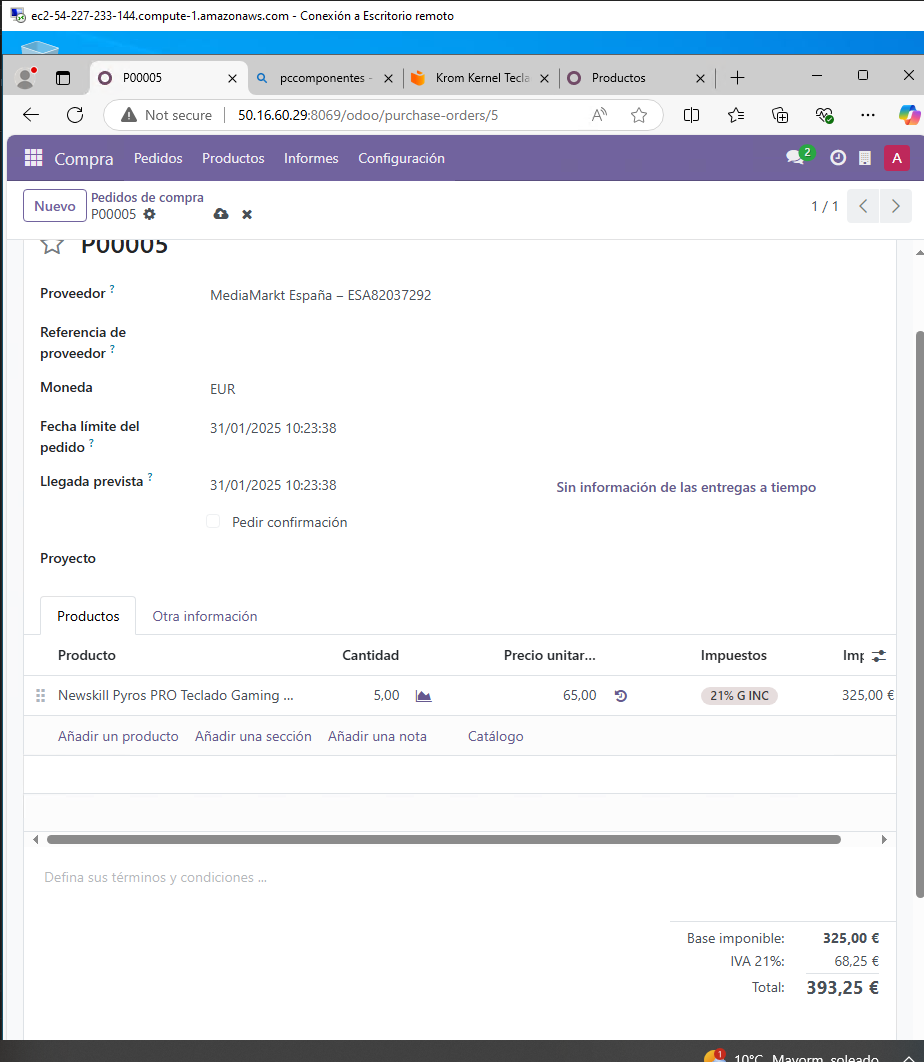 ec2-54-227-233-144.compute-1.amazonaws.com - Conexión a Escritorio remoto
P00005
pccomponentes -
Krom Kernel Tecla
Productos
Not secure
50.16.60.29:8069/odoo/purchase-orders/5
Compra Pedidos Productos Informes Configuración
2
A
Nuevo
Pedidos de compra
P00005
1 / 1
P00005
Proveedor ?
MediaMarkt España – ESA82037292
Referencia de
proveedor ?
Moneda
EUR
Fecha límite del
pedido ?
31/01/2025 10:23:38
Llegada prevista ?
31/01/2025 10:23:38
Sin información de las entregas a tiempo
Pedir confirmación
Proyecto
Productos Otra información
Producto Cantidad Precio unitar... Impuestos Imp
Newskill Pyros PRO Teclado Gaming ... 5,00 65,00 21% G INC 325,00 €
Añadir un producto Añadir una sección Añadir una nota Catálogo
Defina sus términos y condiciones ...
Base imponible: 325,00 €
IVA 21%: 68,25 €
Total: 393,25 €
1
10°C Mayorm. soleado